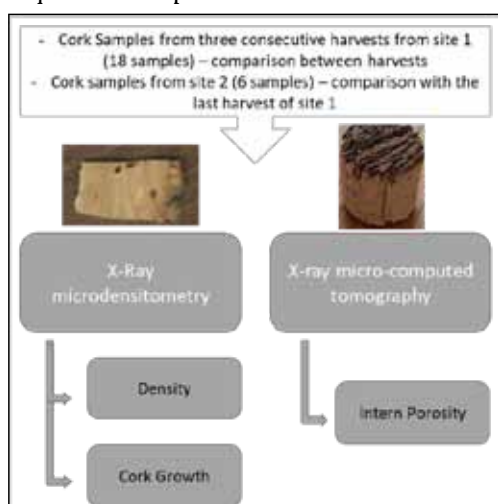 - Cork Samples from three consecutive harvests from site 1
(18 samples) – comparison between harvests
- Cork samples from site 2 (6 samples) – comparison with the
last harvest of site 1
X-Ray
microdensitometry
X-ray micro-computed
tomography
Density
Intern Porosity
Cork Growth